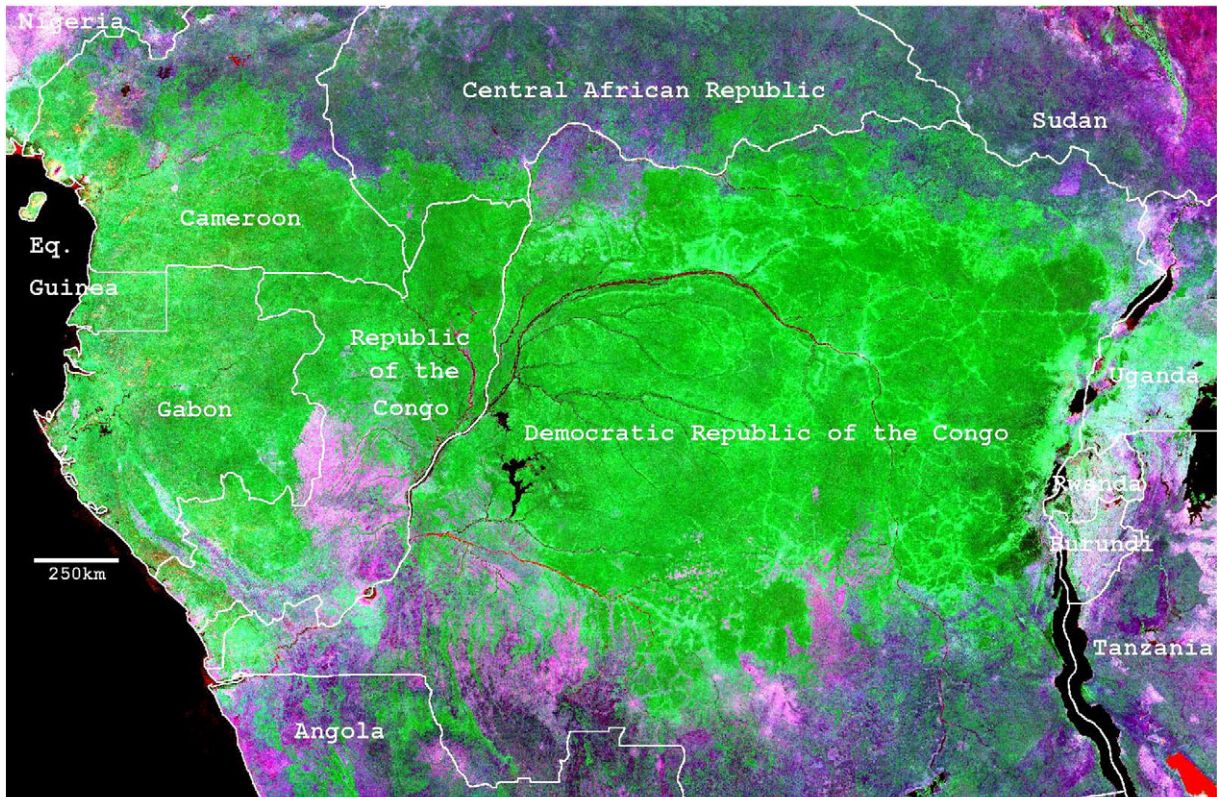 Nigeria
Central African Republic
Sudan
Cameroon
Eq.
Guinea
Republic
of the
Congo
Gabon
Uganda
Democratic Republic of the Congo
Rwanda
Burundi
250km
Tanzania
Angola